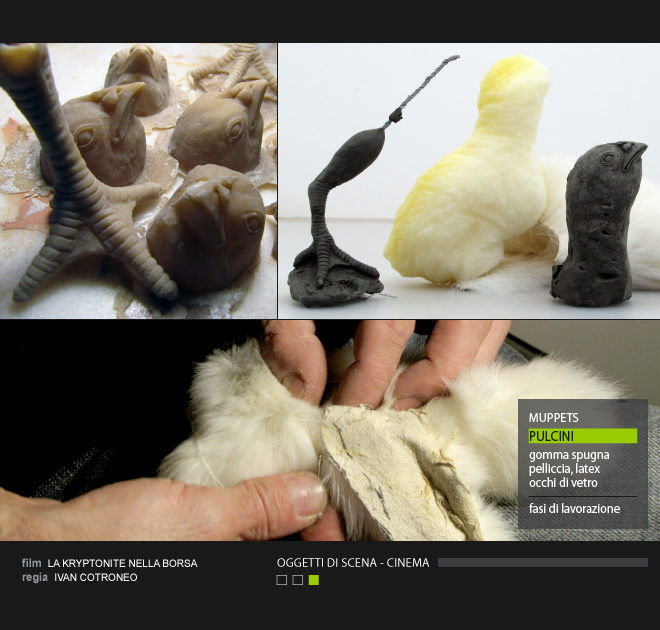 MUPPETS
PULCINI
gomma spugna
pelliccia, latex
occhi di vetro
fasi di lavorazione
film LA KRYPTONITE NELLA BORSA
regia IVAN COTRONEO
OGGETTI DI SCENA - CINEMA